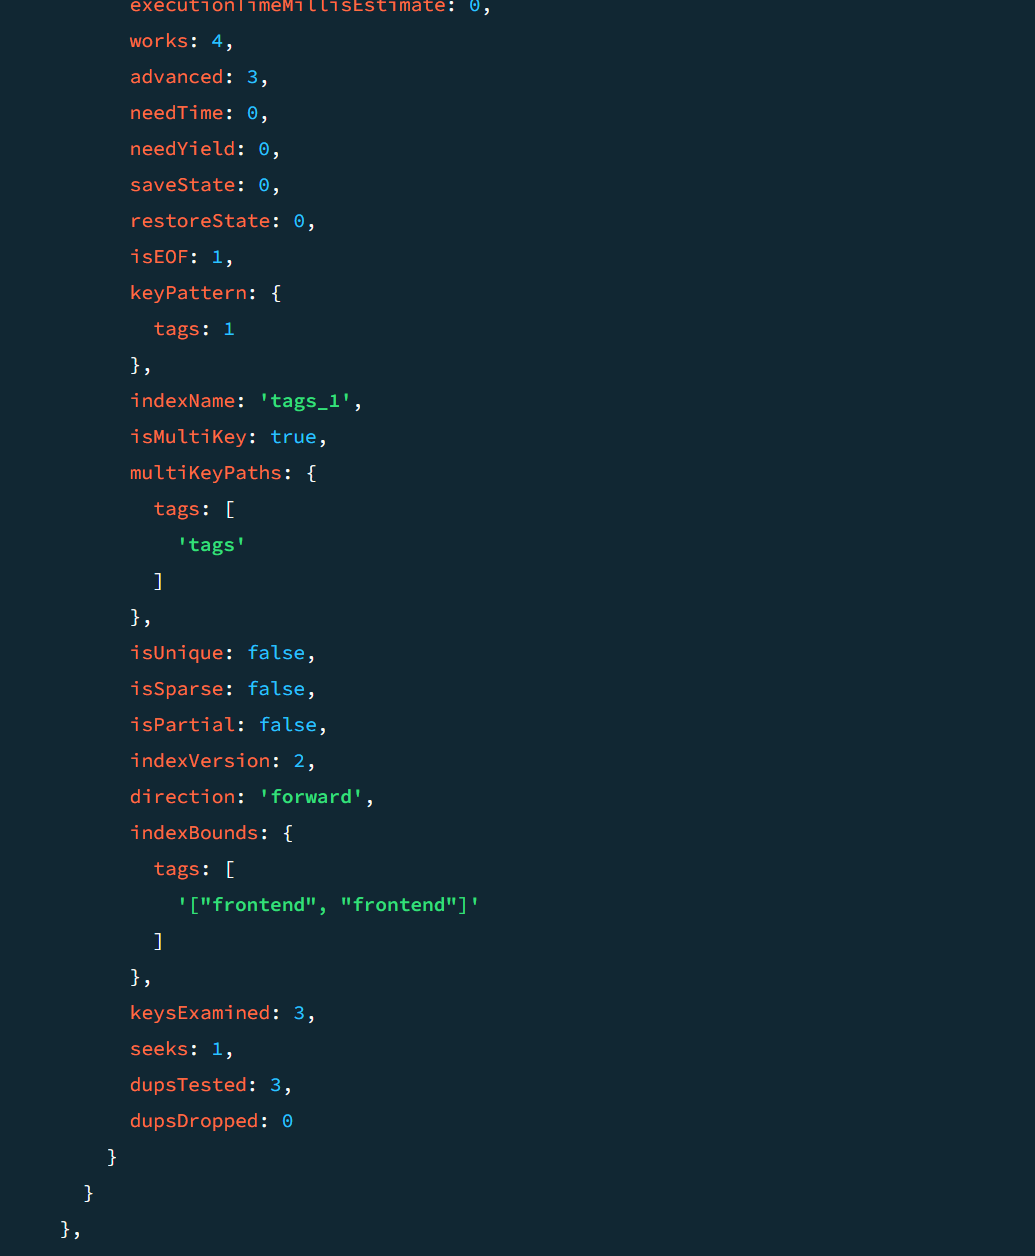 executionTimeMillisEstimate: 0,
works: 4,
advanced: 3,
needTime: 0,
needYield: 0,
saveState: 0,
restoreState: 0,
isEOF: 1,
keyPattern: {
  tags: 1
},
indexName: 'tags_1',
isMultiKey: true,
multiKeyPaths: {
  tags: [
    'tags'
  ]
},
isUnique: false,
isSparse: false,
isPartial: false,
indexVersion: 2,
direction: 'forward',
indexBounds: {
  tags: [
    '["frontend", "frontend"]'
  ]
},
keysExamined: 3,
seeks: 1,
dupsTested: 3,
dupsDropped: 0
}
}
},